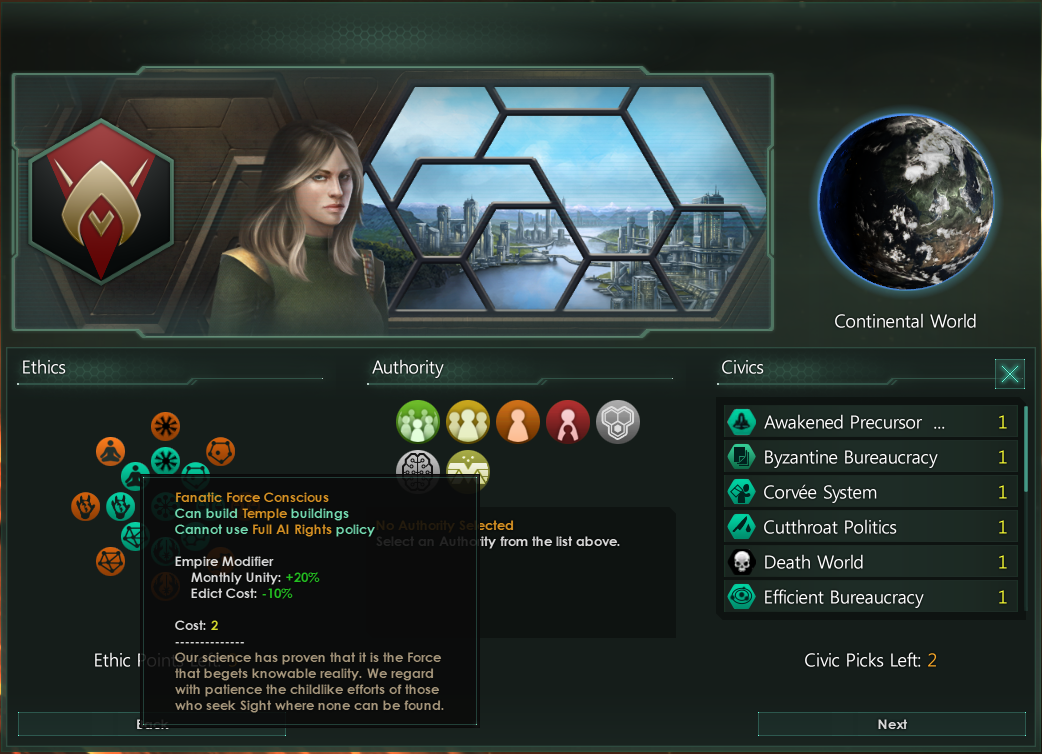 Continental World
Ethics
Authority
Civics
Awakened Precursor ... 1
Byzantine Bureaucracy 1
Corvée System 1
Cutthroat Politics 1
Death World 1
Efficient Bureaucracy 1
Fanatic Force Conscious
Can build Temple buildings
Cannot use Full AI Rights policy
Empire Modifier
Monthly Unity: +20%
Edict Cost: -10%
Cost: 2
--------------
Our science has proven that it is the Force
that begets knowable reality. We regard
with patience the childlike efforts of those
who seek Sight where none can be found.
No Authority Selected
Select an Authority from the list above.
Ethic Points Left:
Civic Picks Left: 2
Back
Next